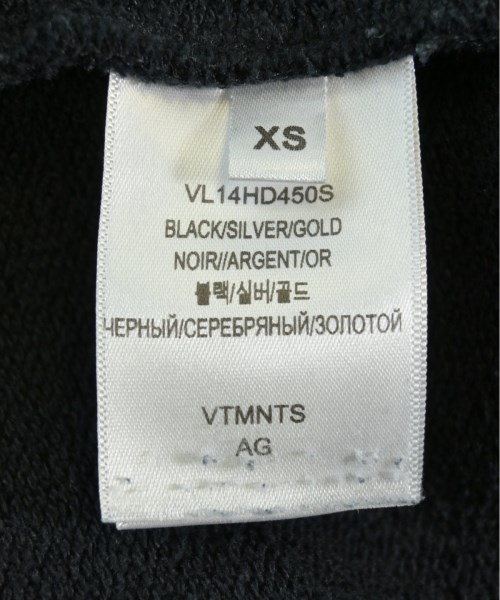 XS
VL14HD450S
BLACK/SILVER/GOLD
NOIR//ARGENT/OR
블랙/실버/골드
ЧЕРНЫЙ/СЕРЕБРЯНЫЙ/ЗОЛОТОЙ
VTMNTS
AG